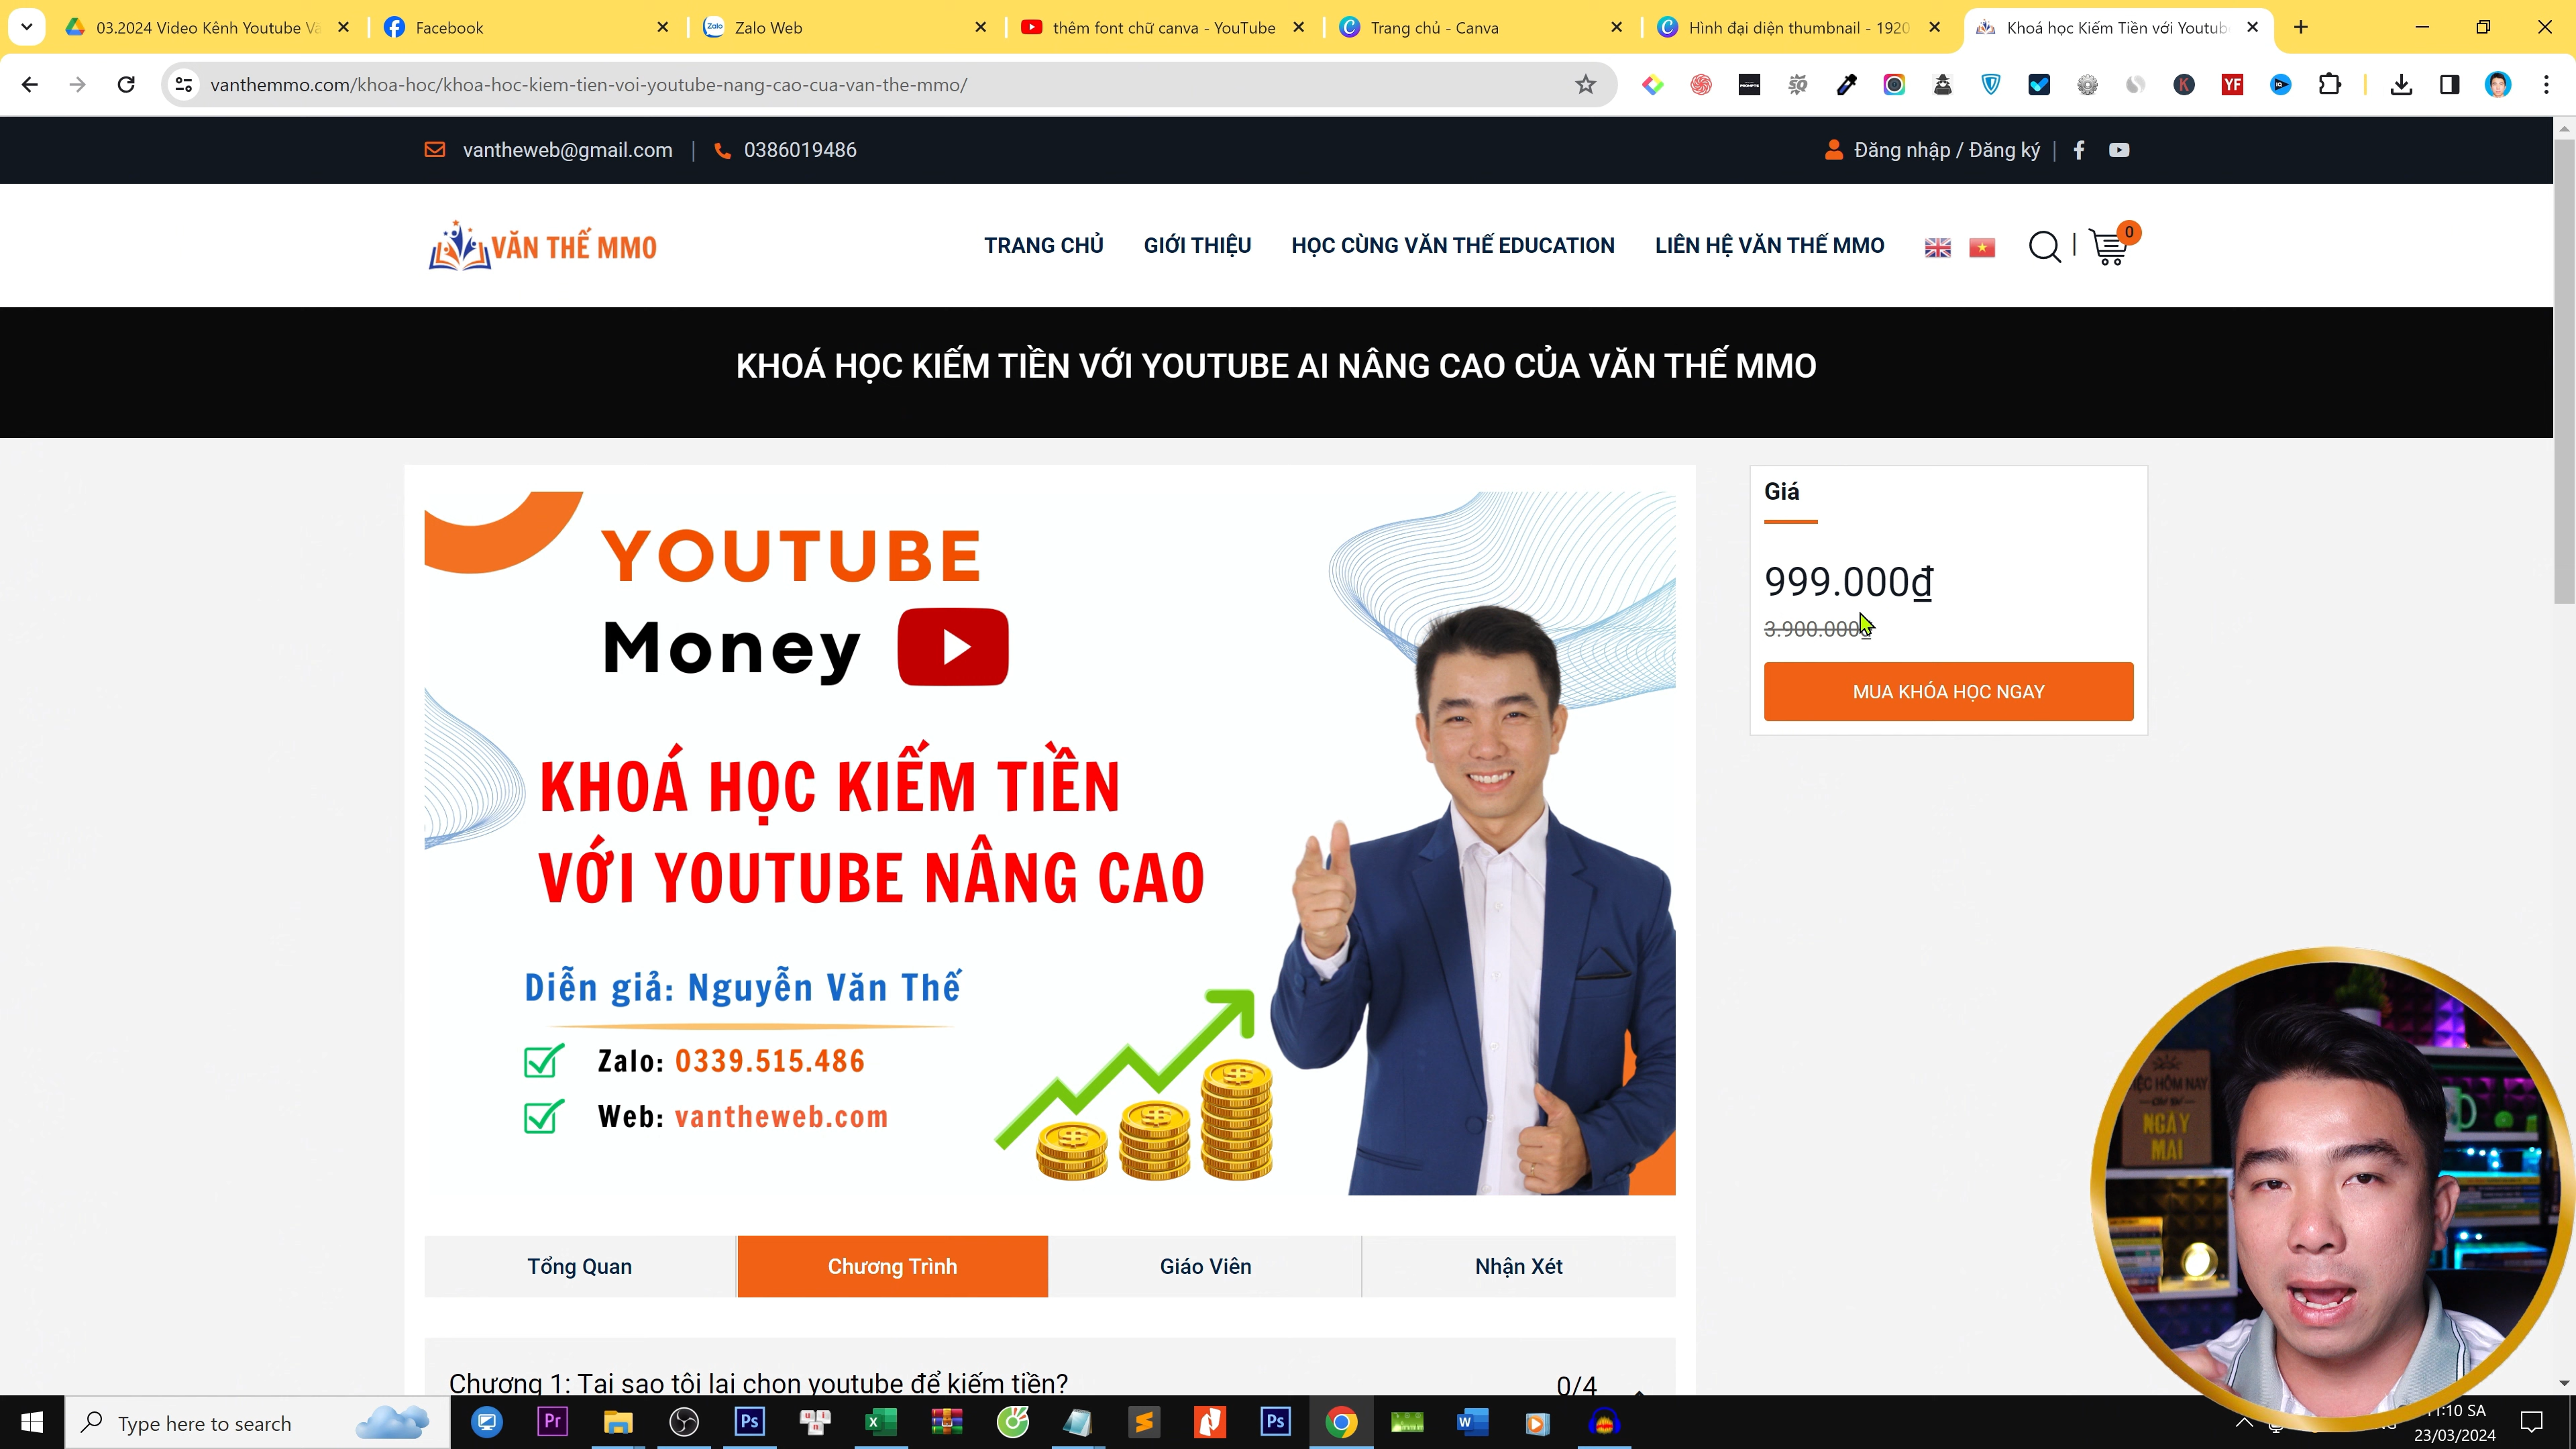 03.2024 Video Kênh Youtube Vă
Facebook
Zalo Web
thêm font chữ canva - YouTube
Trang chủ - Canva
Hình đại diện thumbnail - 1920
Khoá học Kiếm Tiền với Youtub
vanthemmo.com/khoa-hoc/khoa-hoc-kiem-tien-voi-youtube-nang-cao-cua-van-the-mmo/
vantheweb@gmail.com | 0386019486
Đăng nhập / Đăng ký
VĂN THẾ MMO
TRANG CHỦ
GIỚI THIỆU
HỌC CÙNG VĂN THẾ EDUCATION
LIÊN HỆ VĂN THẾ MMO
0
KHOÁ HỌC KIẾM TIỀN VỚI YOUTUBE AI NÂNG CAO CỦA VĂN THẾ MMO
YOUTUBE
Money
KHOÁ HỌC KIẾM TIỀN
VỚI YOUTUBE NÂNG CAO
Diễn giả: Nguyễn Văn Thế
Zalo: 0339.515.486
Web: vantheweb.com
Giá
999.000₫
3.900.000₫
MUA KHÓA HỌC NGAY
Tổng Quan
Chương Trình
Giáo Viên
Nhận Xét
Chương 1: Tại sao tôi lại chọn youtube để kiếm tiền?
0/4
HÔM NAY
NGÀY
MAI
Type here to search
11:10 SA
23/03/2024